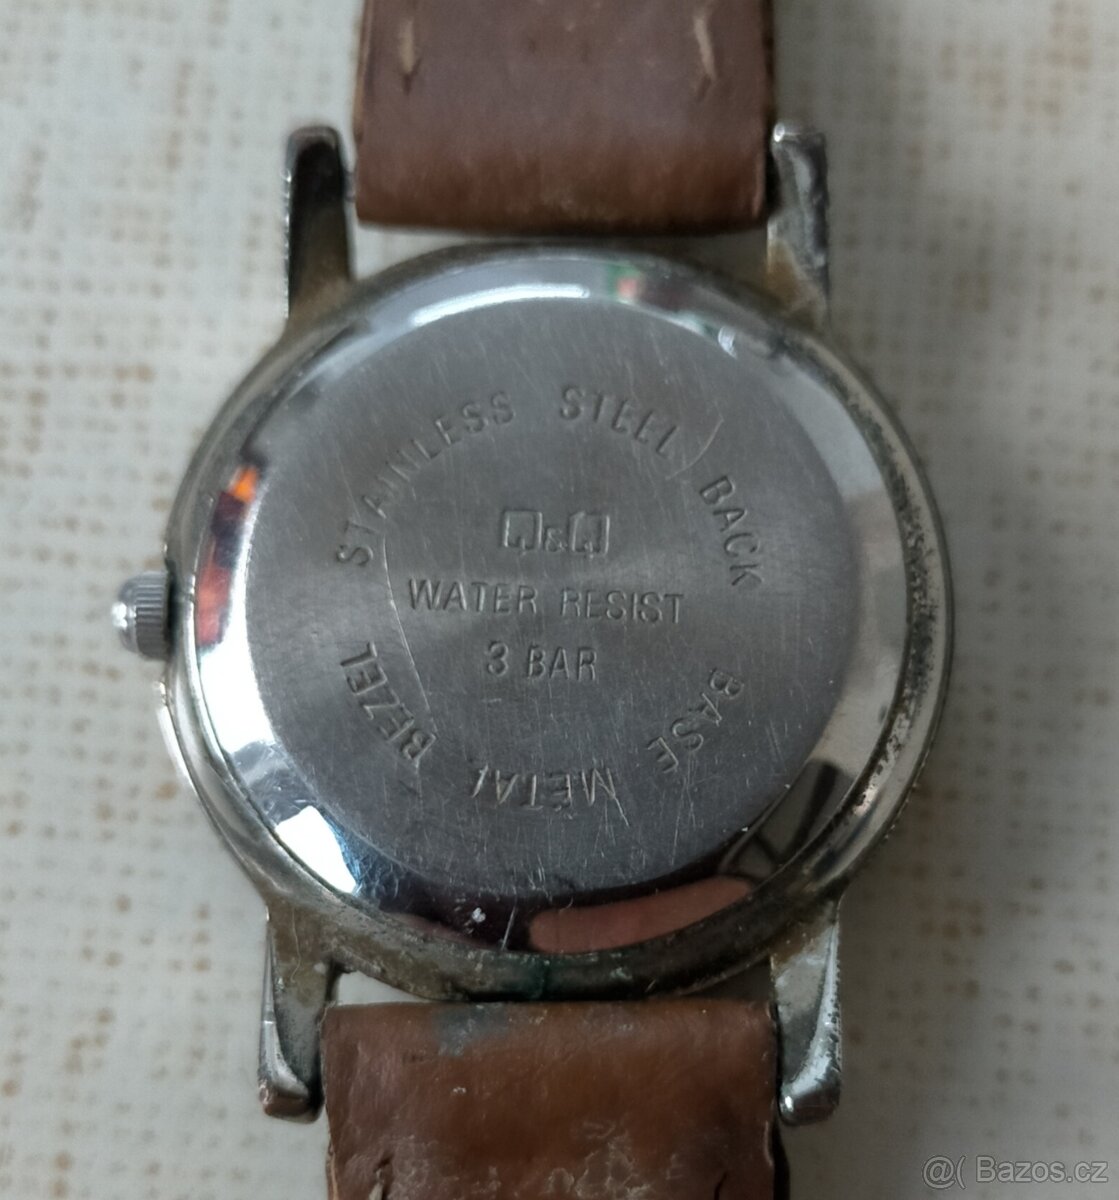 STAINLESS STEEL BACK
Q&Q
WATER RESIST
3 BAR
BASE METAL BEZEL
@( Bazos.cz